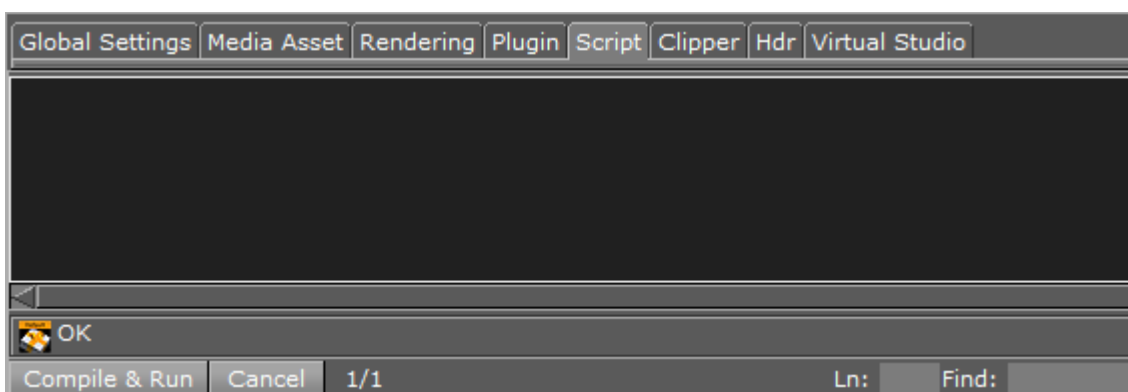 Global Settings Media Asset Rendering Plugin Script Clipper Hdr Virtual Studio
OK
Compile & Run Cancel 1/1 Ln: Find: